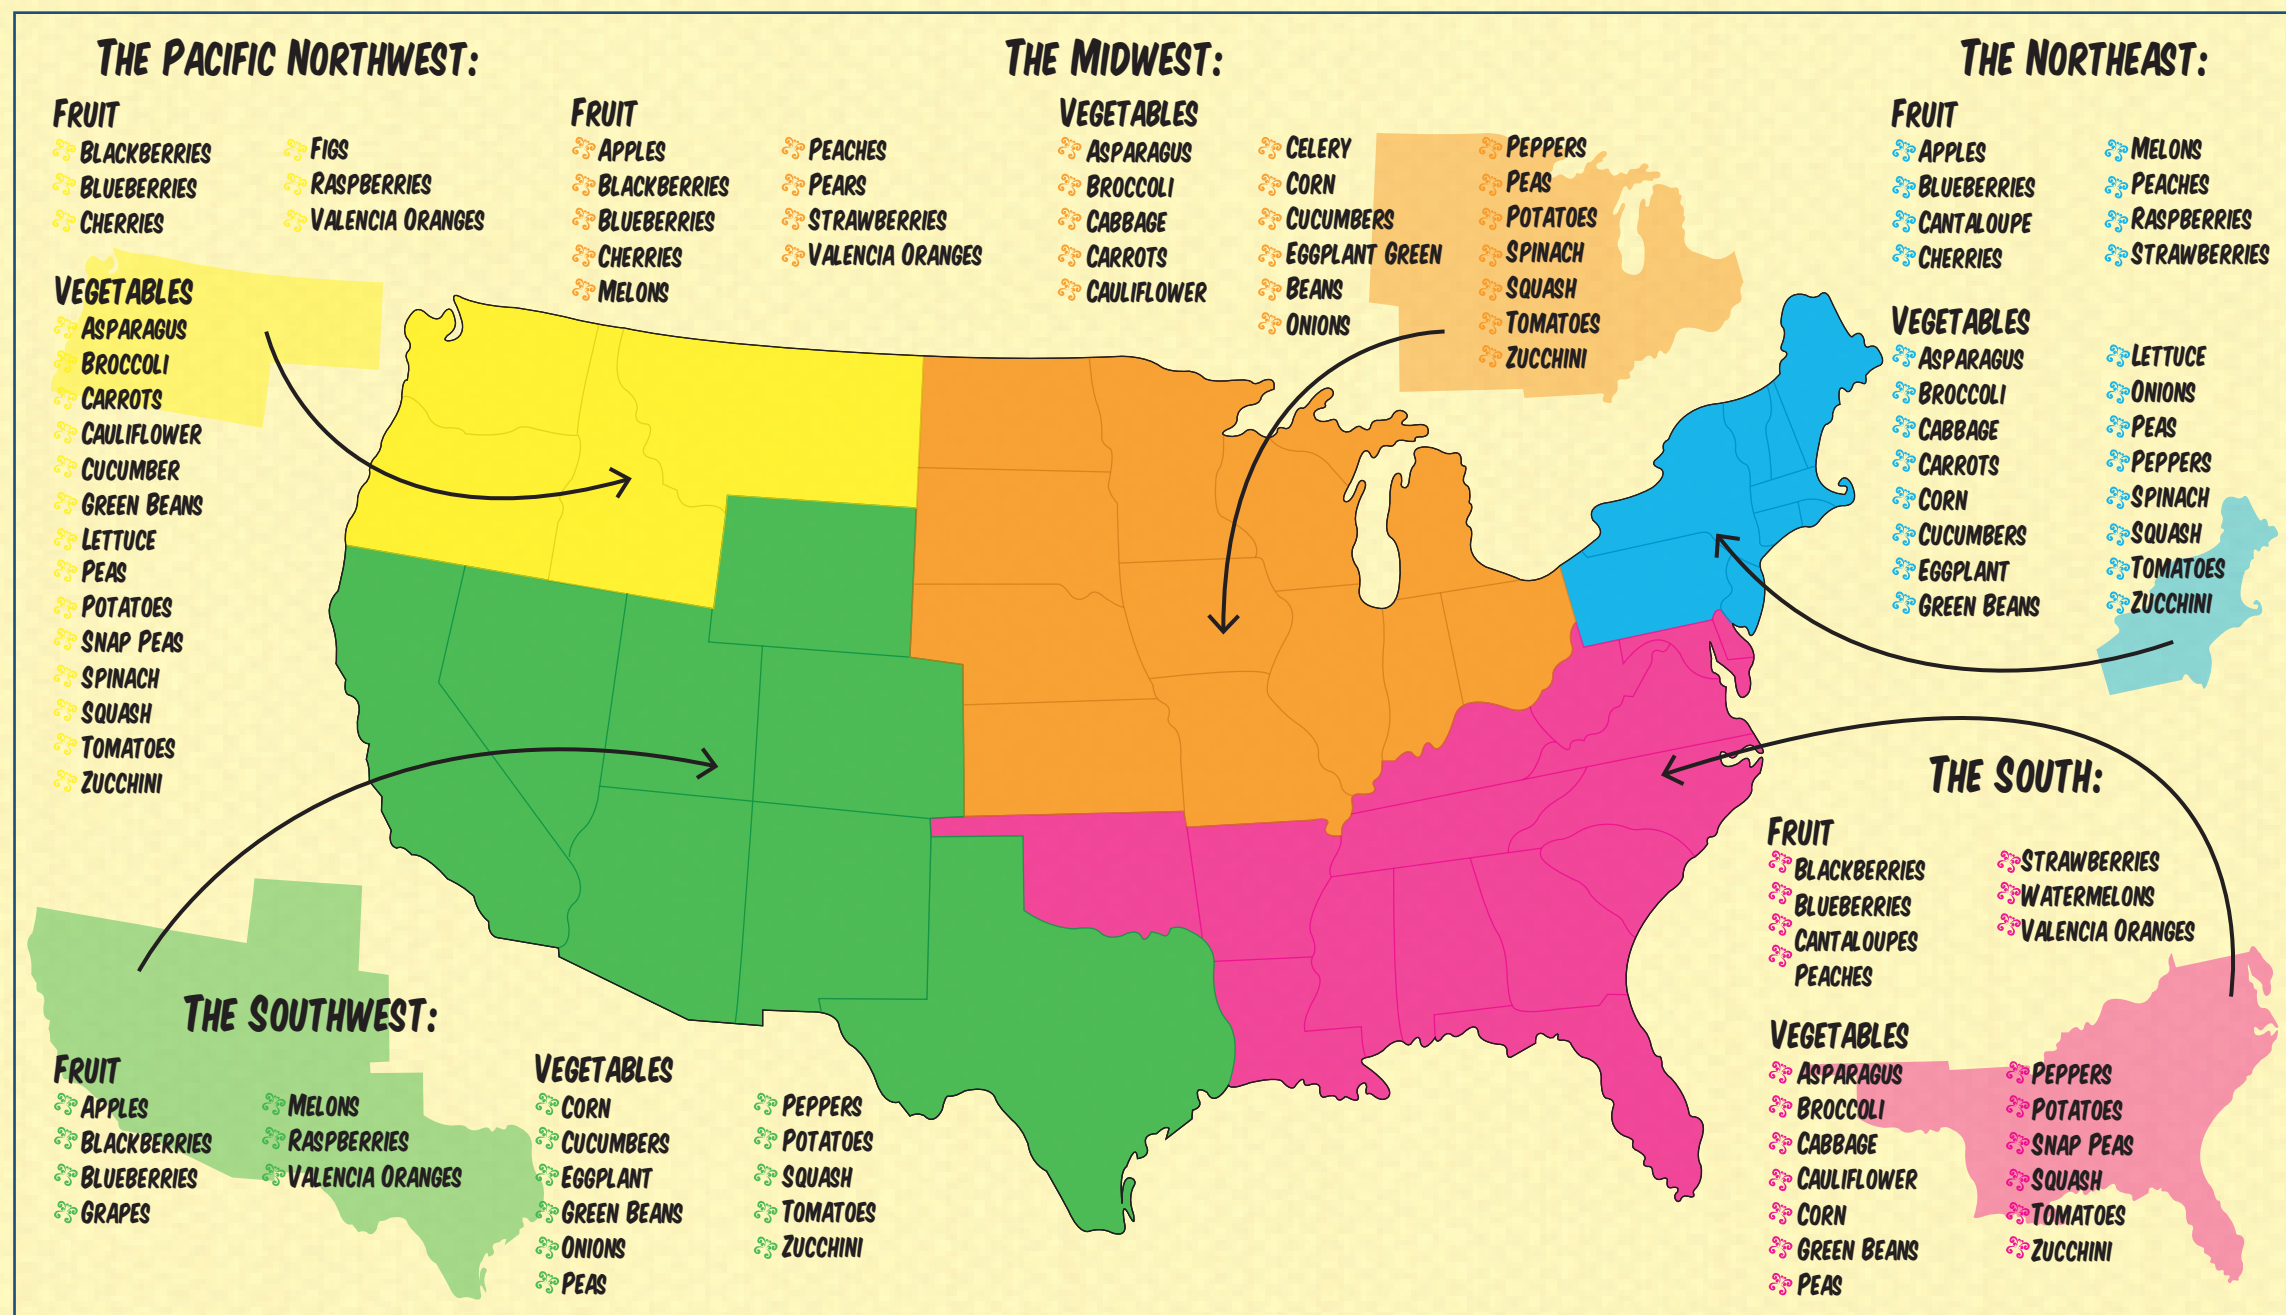 The Pacific Northwest:
Fruit
Blackberries
Blueberries
Cherries
Figs
Raspberries
Valencia Oranges
Vegetables
Asparagus
Broccoli
Carrots
Cauliflower
Cucumber
Green Beans
Lettuce
Peas
Potatoes
Snap Peas
Spinach
Squash
Tomatoes
Zucchini
The Midwest:
Fruit
Apples
Blackberries
Blueberries
Cherries
Melons
Peaches
Pears
Strawberries
Valencia Oranges
Vegetables
Asparagus
Broccoli
Cabbage
Carrots
Cauliflower
Celery
Corn
Cucumbers
Eggplant Green
Beans
Onions
Peppers
Peas
Potatoes
Spinach
Squash
Tomatoes
Zucchini
The Northeast:
Fruit
Apples
Blueberries
Cantaloupe
Cherries
Melons
Peaches
Raspberries
Strawberries
Vegetables
Asparagus
Broccoli
Cabbage
Carrots
Corn
Cucumbers
Eggplant
Green Beans
Lettuce
Onions
Peas
Peppers
Spinach
Squash
Tomatoes
Zucchini
The South:
Fruit
Blackberries
Blueberries
Cantaloupes
Peaches
Strawberries
Watermelons
Valencia Oranges
Vegetables
Asparagus
Broccoli
Cabbage
Cauliflower
Corn
Green Beans
Peas
Peppers
Potatoes
Snap Peas
Squash
Tomatoes
Zucchini
The Southwest:
Fruit
Apples
Blackberries
Blueberries
Grapes
Melons
Raspberries
Valencia Oranges
Vegetables
Corn
Cucumbers
Eggplant
Green Beans
Onions
Peas
Peppers
Potatoes
Squash
Tomatoes
Zucchini